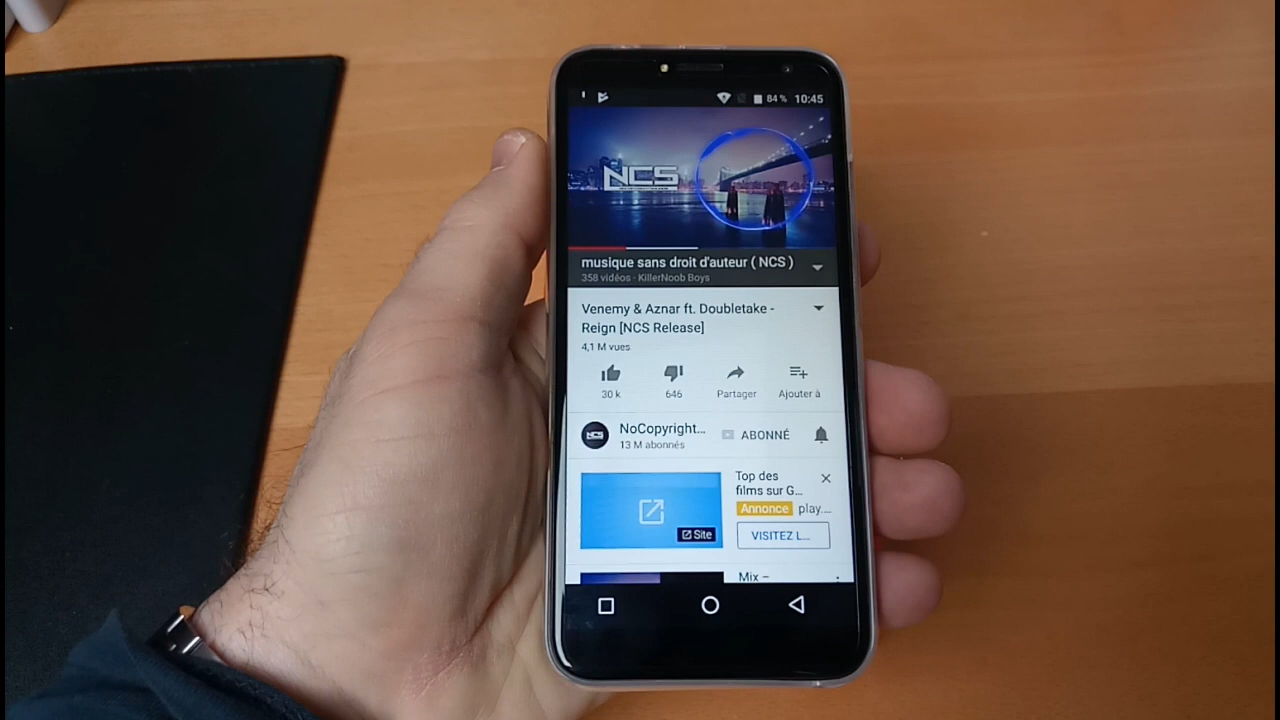 84 % 10:45
NCS
musique sans droit d'auteur ( NCS )
358 vidéos · KillerNoob Boys
Venemy & Aznar ft. Doubletake -
Reign [NCS Release]
4,1 M vues
30 k 646 Partager Ajouter à
NCS NoCopyright... ABONNÉ
13 M abonnés
Top des
films sur G...
Annonce play....
Site VISITEZ L...
Mix –